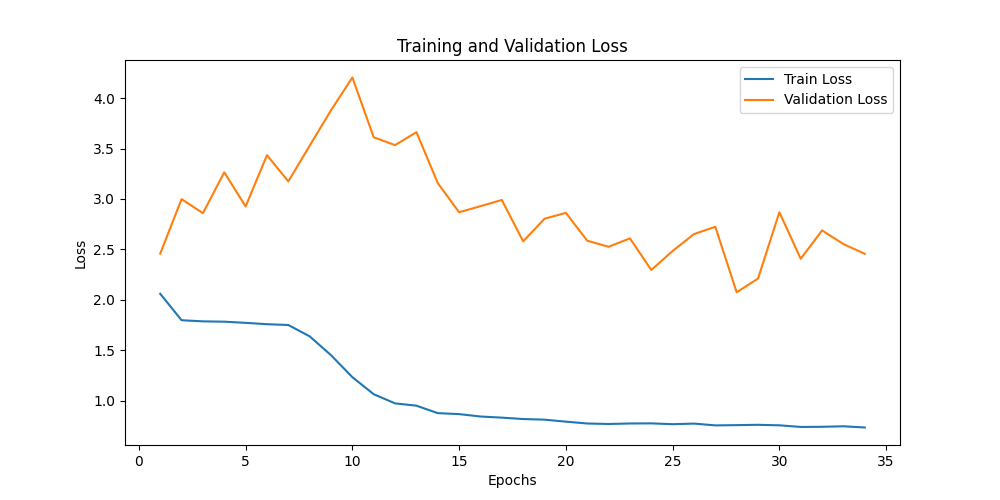 Training and Validation Loss
Train Loss
Validation Loss
4.0
3.5
3.0
2.5
2.0
1.5
1.0
Loss
0 5 10 15 20 25 30 35
Epochs